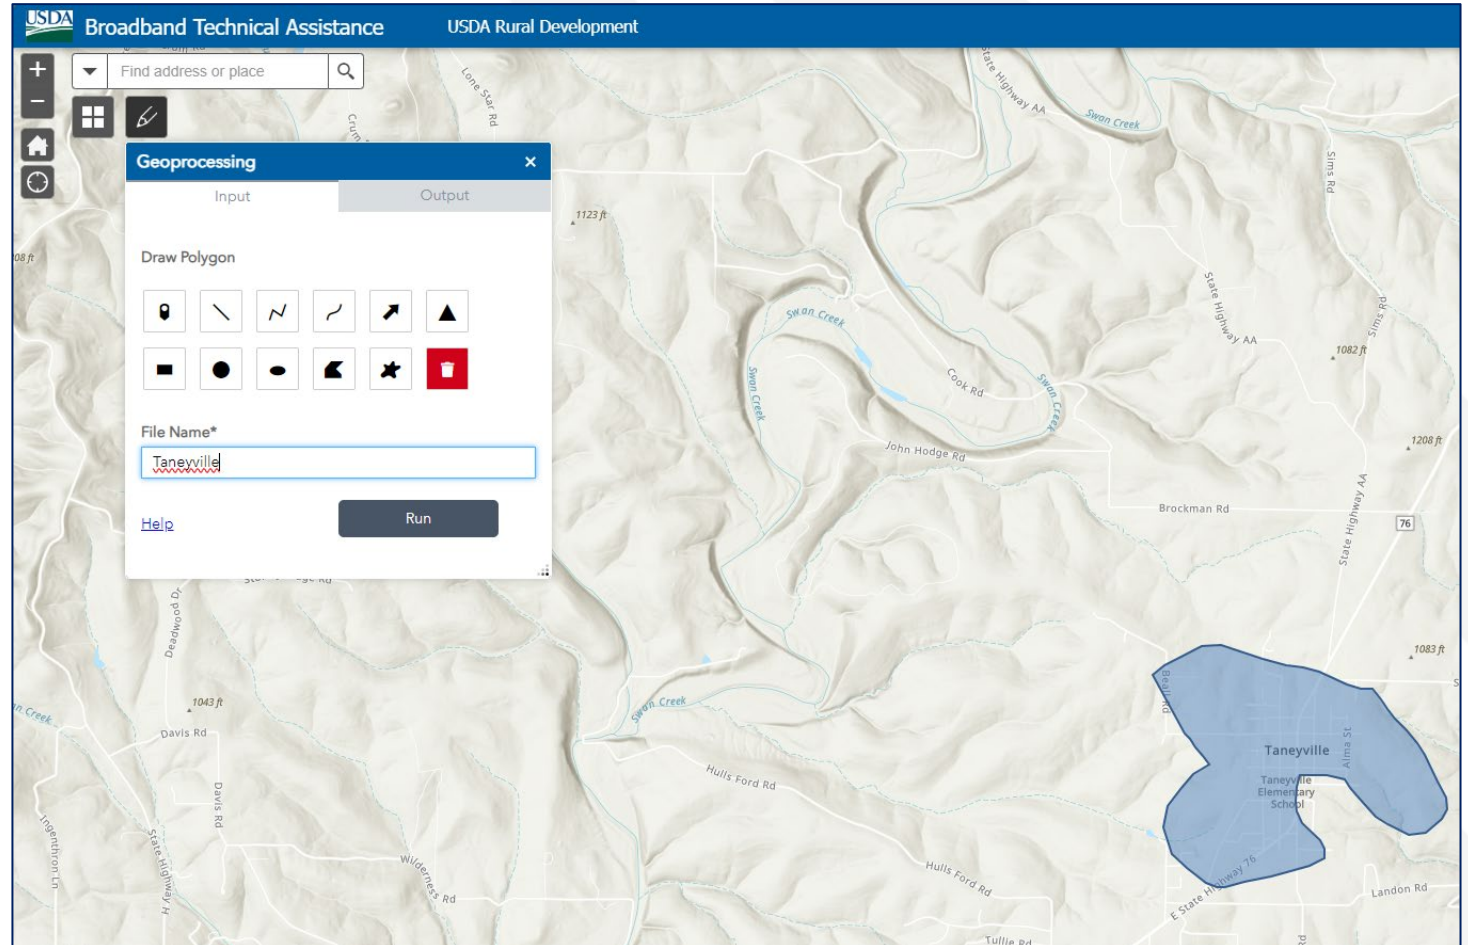 USDA Broadband Technical Assistance USDA Rural Development
+
−
Find address or place
Geoprocessing ×
Input Output
Draw Polygon
File Name*
Taneyville
Help Run
Lone Star Rd
State Highway AA
Swan Creek
Sims Rd
1123 ft
State Highway AA
Sims Rd
1082 ft
Swan Creek
Swan Creek
Cook Rd
Swan Creek
John Hodge Rd
1208 ft
Brockman Rd
State Highway AA
76
Deadwood Dr
1083 ft
1043 ft
Davis Rd
Swan Creek
Beall Rd
Taneyville
Alma St
Taneyville
Elementary
School
Hulls Ford Rd
Davis Rd
Ingenthron Ln
State Highway H
Wilderness Rd
Hulls Ford Rd
E State Highway 76
Landon Rd
Tullie Rd